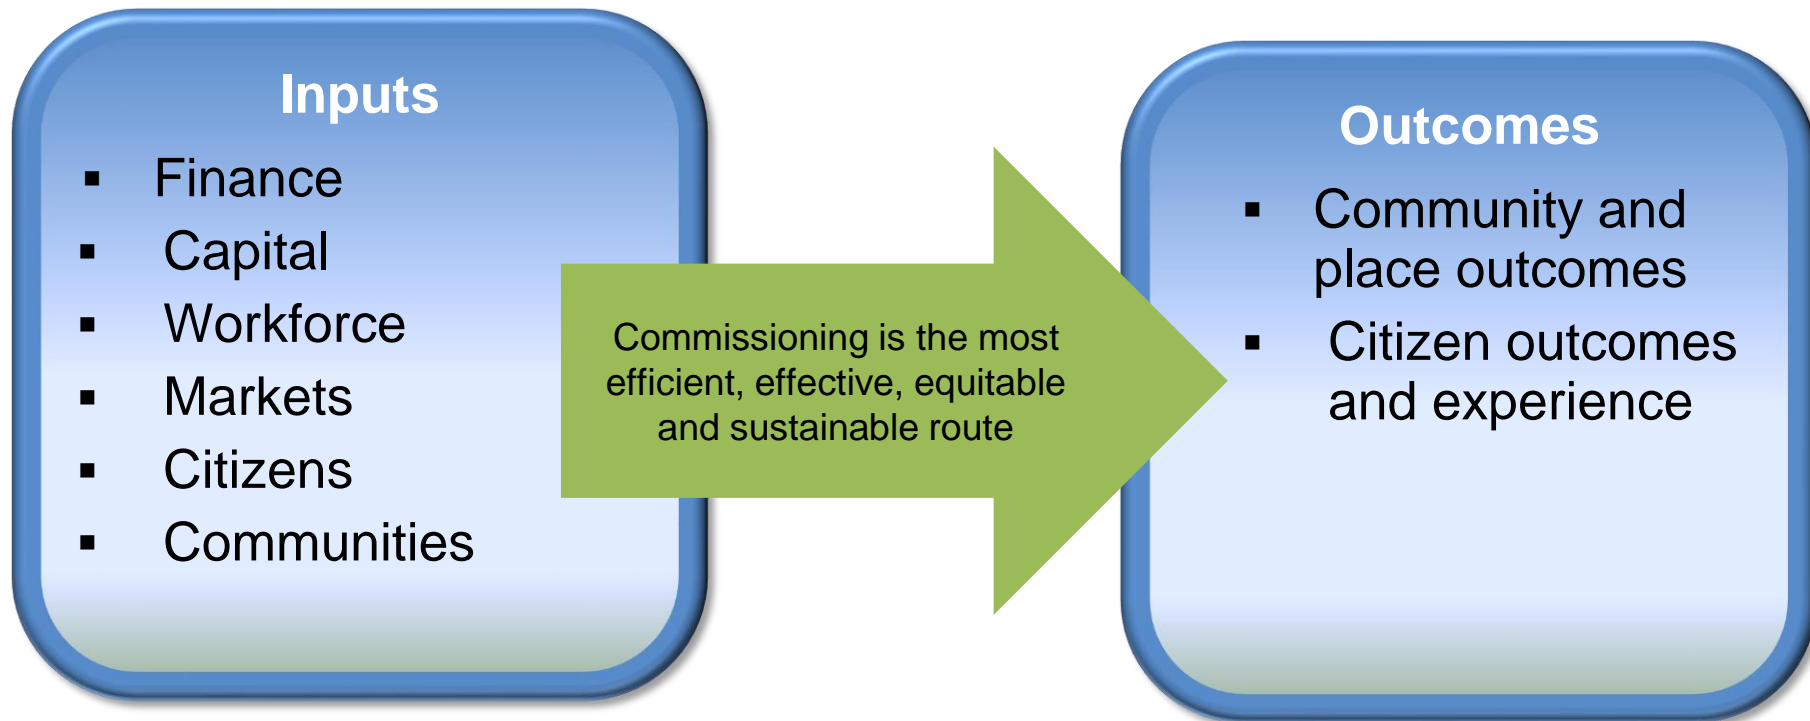 Inputs
▪ Finance
▪ Capital
▪ Workforce
▪ Markets
▪ Citizens
▪ Communities
Commissioning is the most
efficient, effective, equitable
and sustainable route
Outcomes
▪ Community and
place outcomes
▪ Citizen outcomes
and experience